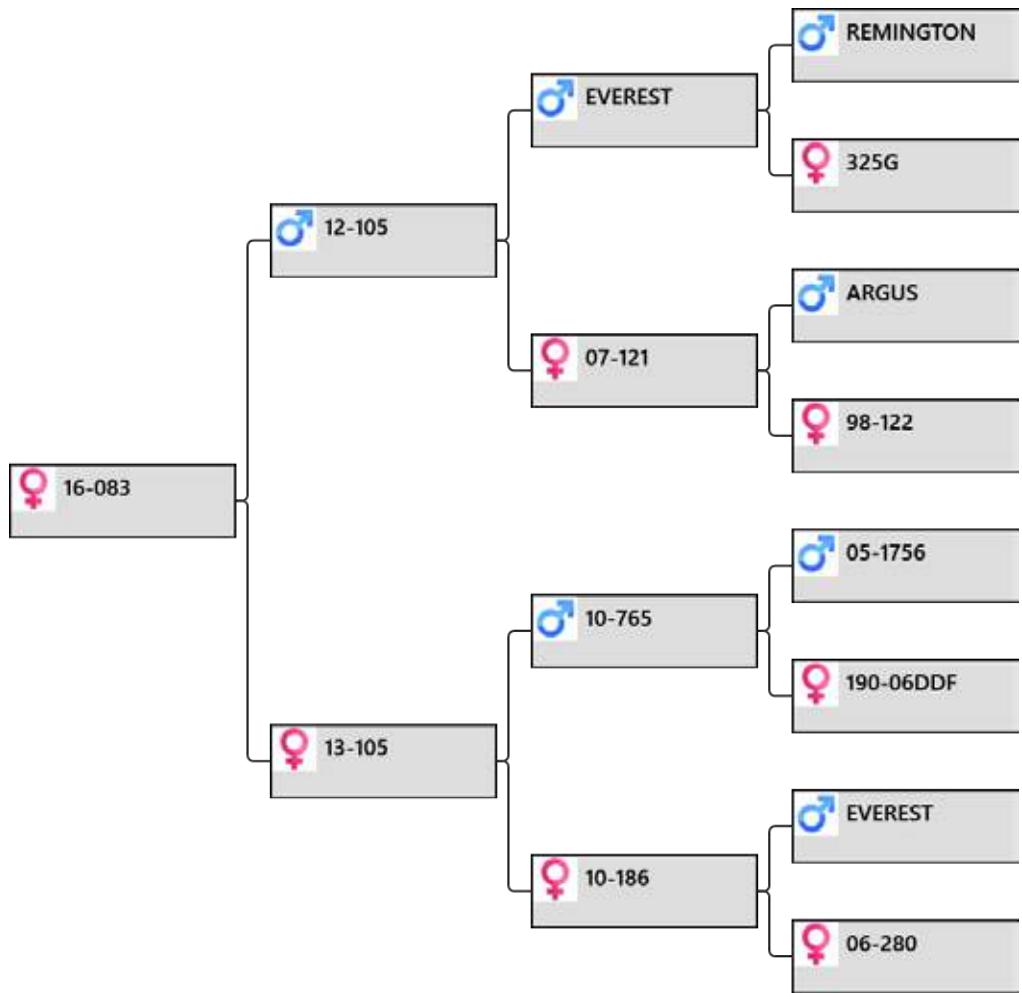 REMINGTON
EVEREST
325G
12-105
ARGUS
07-121
98-122
16-083
05-1756
10-765
190-06DDF
13-105
EVEREST
10-186
06-280